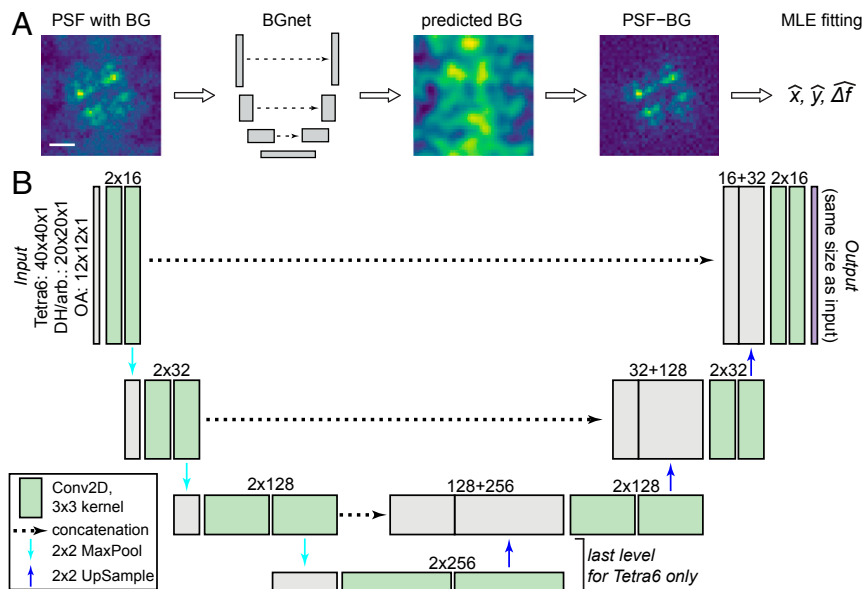 A
PSF with BG
BGnet
predicted BG
PSF−BG
MLE fitting
x̂, ŷ, Δf̂
B
Input
Tetra6: 40x40x1
DH/arb.: 20x20x1
OA: 12x12x1
2x16
16+32 2x16
Output
(same size as input)
2x32
32+128
2x32
2x128
128+256
2x128
2x256
last level
for Tetra6 only
Conv2D,
3x3 kernel
concatenation
2x2 MaxPool
2x2 UpSample